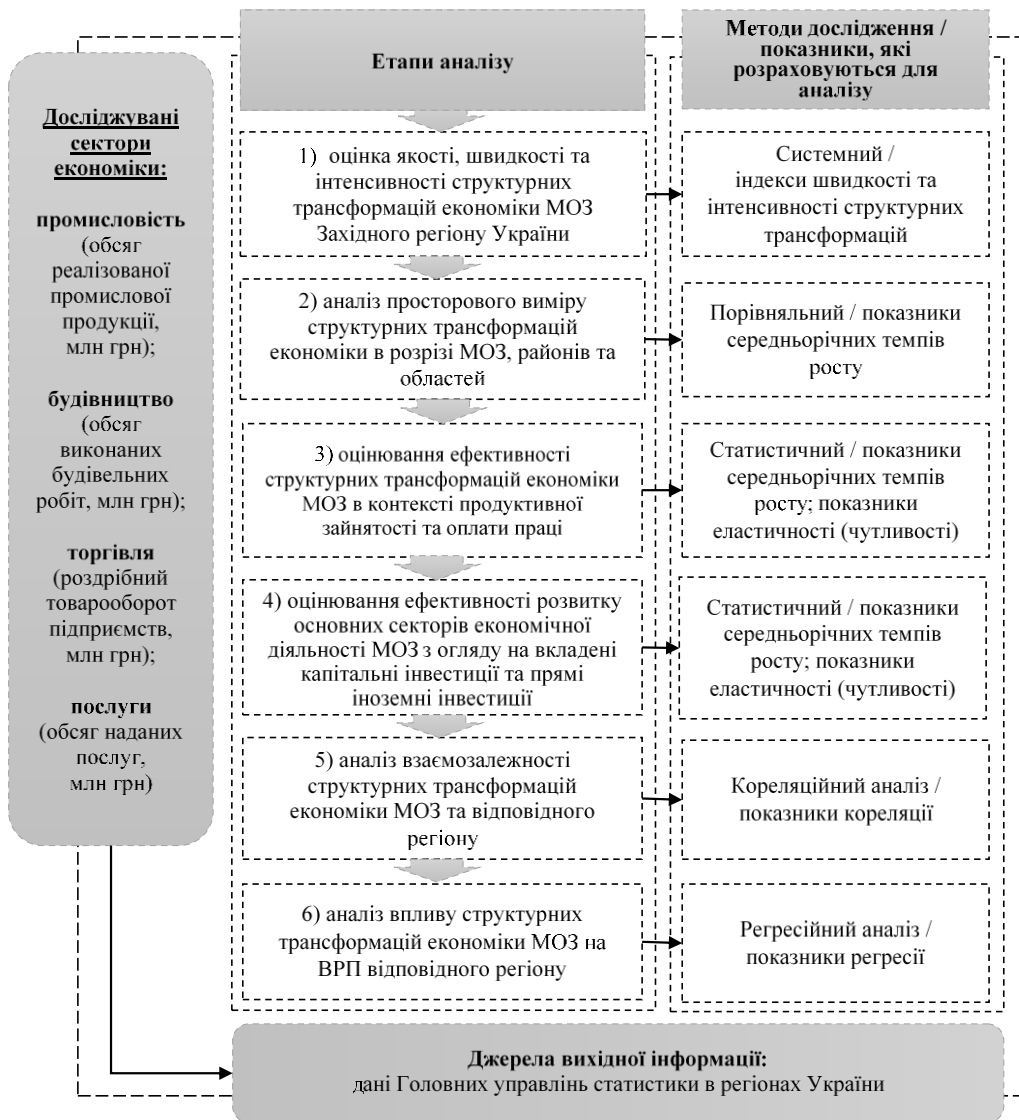 Досліджувані
сектори
економіки:
промисловість
(обсяг
реалізованої
промислової
продукції,
млн грн);
будівництво
(обсяг
виконаних
будівельних
робіт, млн грн);
торгівля
(роздрібний
товарооборот
підприємств,
млн грн);
послуги
(обсяг наданих
послуг,
млн грн)
Етапи аналізу
Методи дослідження /
показники, які
розраховуються для
аналізу
1) оцінка якості, швидкості та
інтенсивності структурних
трансформацій економіки МОЗ
Західного регіону України
Системний /
індекси швидкості та
інтенсивності структурних
трансформацій
2) аналіз просторового виміру
структурних трансформацій
економіки в розрізі МОЗ, районів та
областей
Порівняльний / показники
середньорічних темпів
росту
3) оцінювання ефективності
структурних трансформацій економіки
МОЗ в контексті продуктивної
зайнятості та оплати праці
Статистичний / показники
середньорічних темпів
росту; показники
еластичності (чутливості)
4) оцінювання ефективності розвитку
основних секторів економічної
діяльності МОЗ з огляду на вкладені
капітальні інвестиції та прямі
іноземні інвестиції
Статистичний / показники
середньорічних темпів
росту; показники
еластичності (чутливості)
5) аналіз взаємозалежності
структурних трансформацій
економіки МОЗ та відповідного
регіону
Кореляційний аналіз /
показники кореляції
6) аналіз впливу структурних
трансформацій економіки МОЗ на
ВРП відповідного регіону
Регресійний аналіз /
показники регресії
Джерела вихідної інформації:
дані Головних управлінь статистики в регіонах України